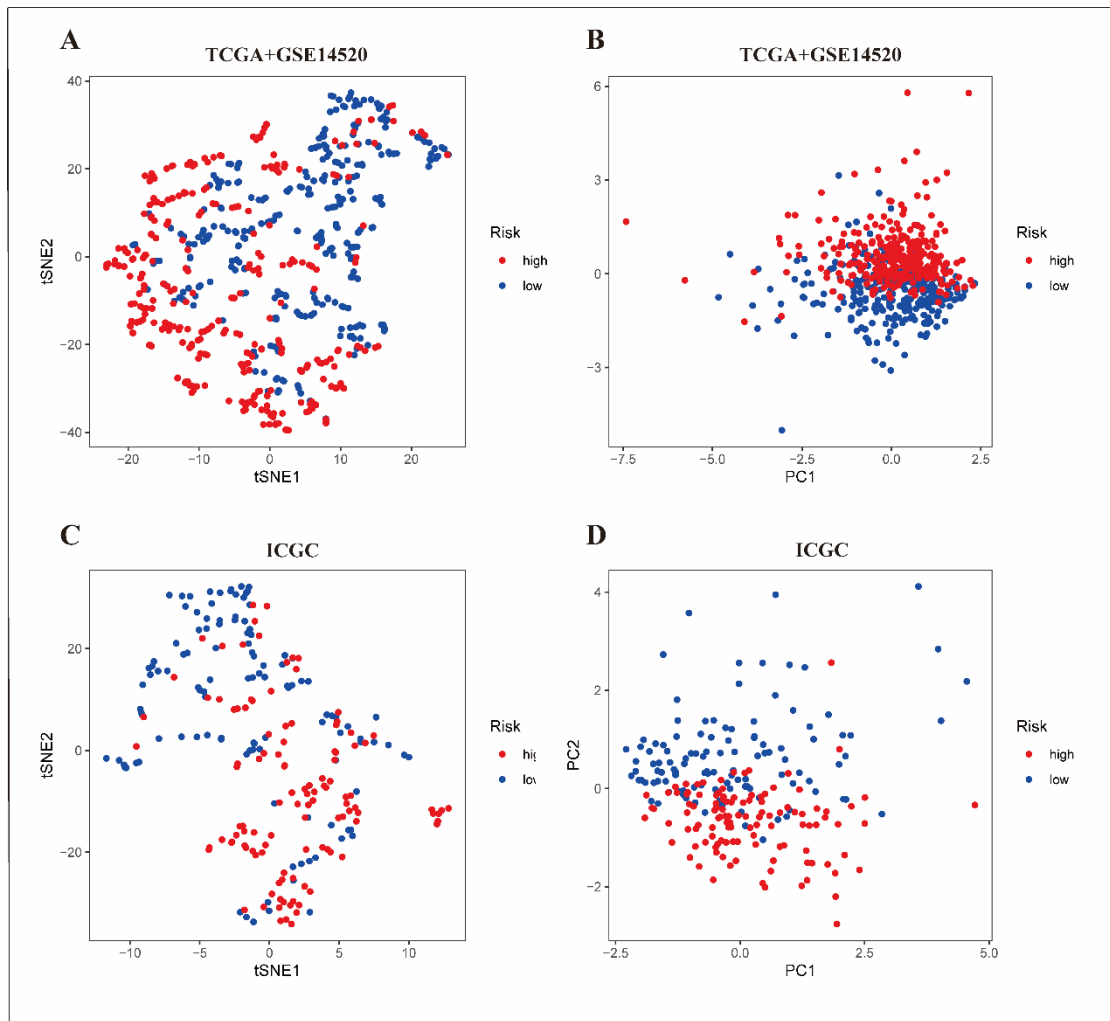 A
TCGA+GSE14520
40
20
0
−20
−40
tSNE2
−20
−10
0
10
20
tSNE1
Risk
high
low
B
TCGA+GSE14520
6
3
0
−3
−7.5
−5.0
−2.5
0.0
2.5
PC1
Risk
high
low
C
ICGC
20
0
−20
tSNE2
−10
−5
0
5
10
tSNE1
Risk
hig
low
D
ICGC
4
2
0
−2
PC2
−2.5
0.0
2.5
5.0
PC1
Risk
high
low